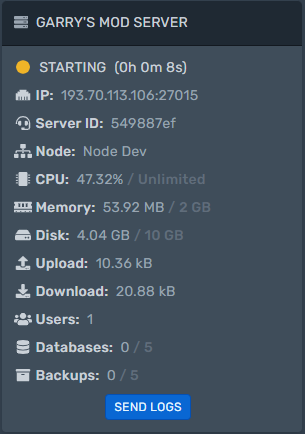 GARRY'S MOD SERVER
STARTING (0h 0m 8s)
IP: 193.70.113.106:27015
Server ID: 549887ef
Node: Node Dev
CPU: 47.32% / Unlimited
Memory: 53.92 MB / 2 GB
Disk: 4.04 GB / 10 GB
Upload: 10.36 kB
Download: 20.88 kB
Users: 1
Databases: 0 / 5
Backups: 0 / 5
SEND LOGS